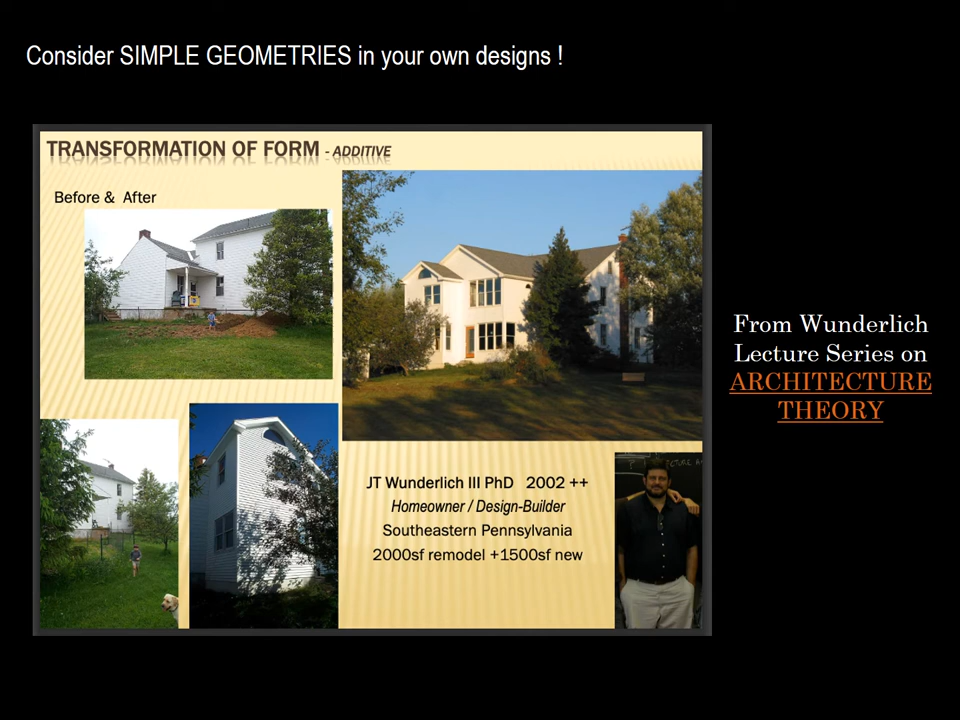 Consider SIMPLE GEOMETRIES in your own designs !
TRANSFORMATION OF FORM - ADDITIVE
Before & After
JT Wunderlich III PhD 2002 ++
Homeowner / Design-Builder
Southeastern Pennsylvania
2000sf remodel +1500sf new
From Wunderlich
Lecture Series on
ARCHITECTURE
THEORY